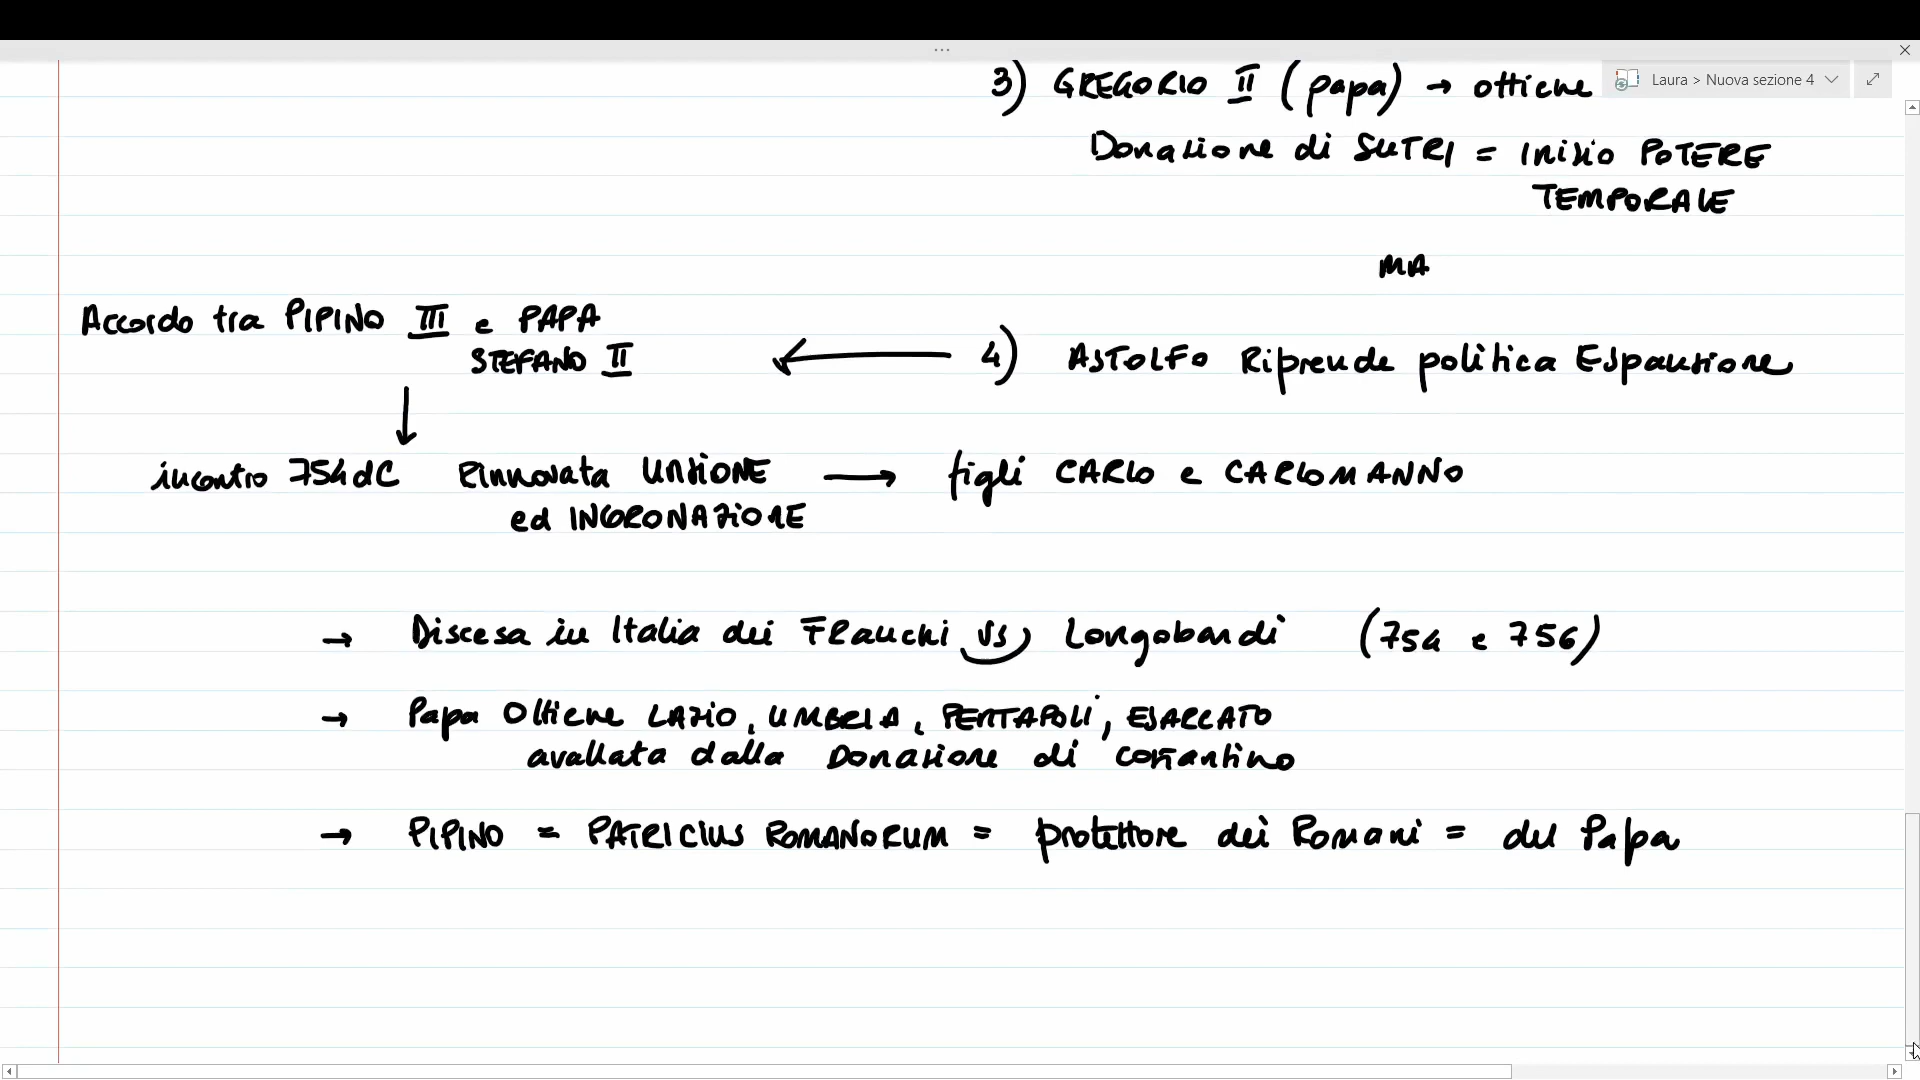 Laura > Nuova sezione 4
3) GREGORIO II (papa) → ottiene
Donazione di SUTRI = inizio POTERE
TEMPORALE
MA
4) ASTOLFO Riprende politica Espansione
Accordo tra PIPINO III e PAPA
STEFANO II
incontro 754 dC Rinnovata UNZIONE → figli CARLO e CARLOMANNO
ed INCORONAZIONE
→ Discesa in Italia dei Franchi vs Longobardi (754 e 756)
→ Papa Ottiene LAZIO, UMBRIA, PENTAPOLI, ESARCATO
avallata dalla Donazione di Costantino
→ PIPINO = PATRICIUS ROMANORUM = protettore dei Romani = del Papa